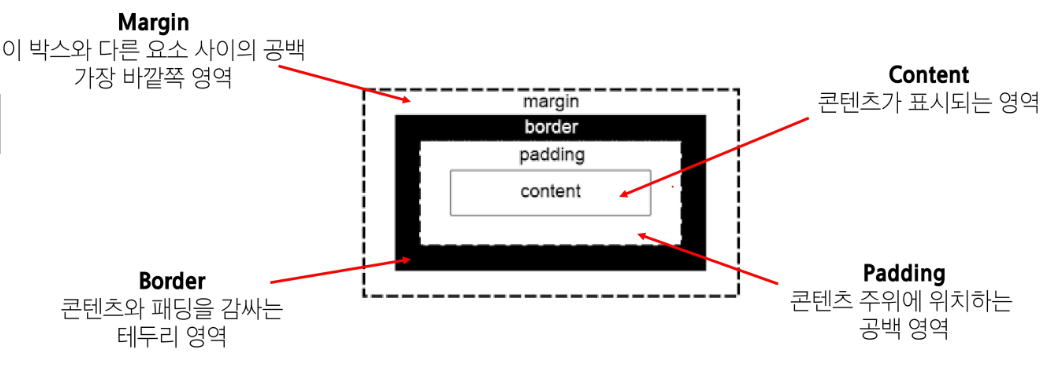 Margin
이 박스와 다른 요소 사이의 공백
가장 바깥쪽 영역
Content
콘텐츠가 표시되는 영역
margin
border
padding
content
Border
콘텐츠와 패딩을 감싸는
테두리 영역
Padding
콘텐츠 주위에 위치하는
공백 영역